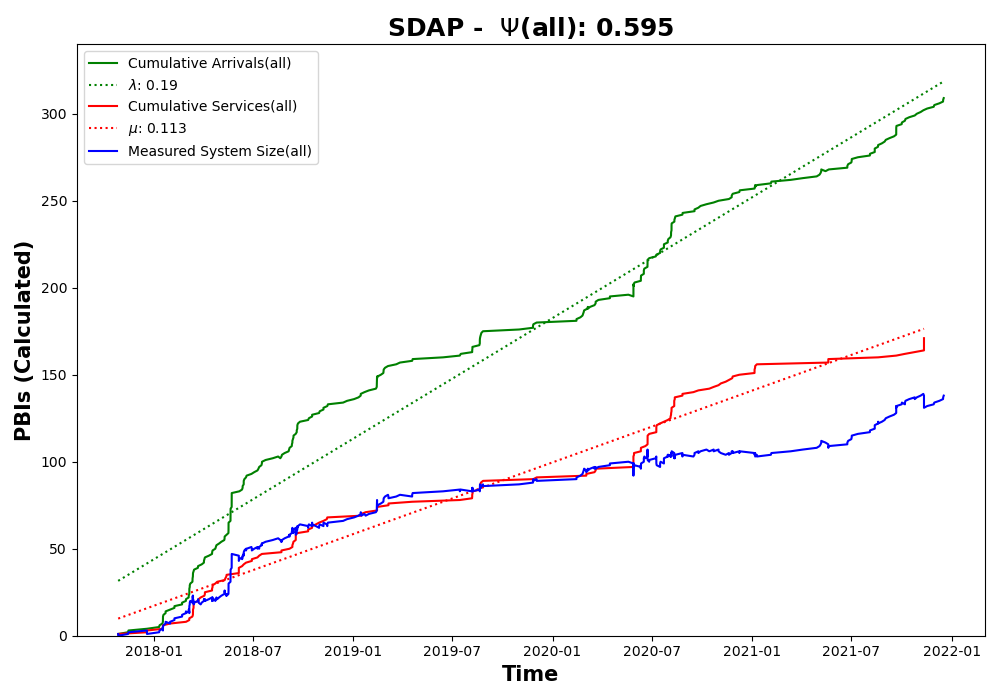 SDAP - Ψ(all): 0.595
Cumulative Arrivals(all)
λ: 0.19
Cumulative Services(all)
μ: 0.113
Measured System Size(all)
PBIs (Calculated)
300
250
200
150
100
50
0
2018-01 2018-07 2019-01 2019-07 2020-01 2020-07 2021-01 2021-07 2022-01
Time